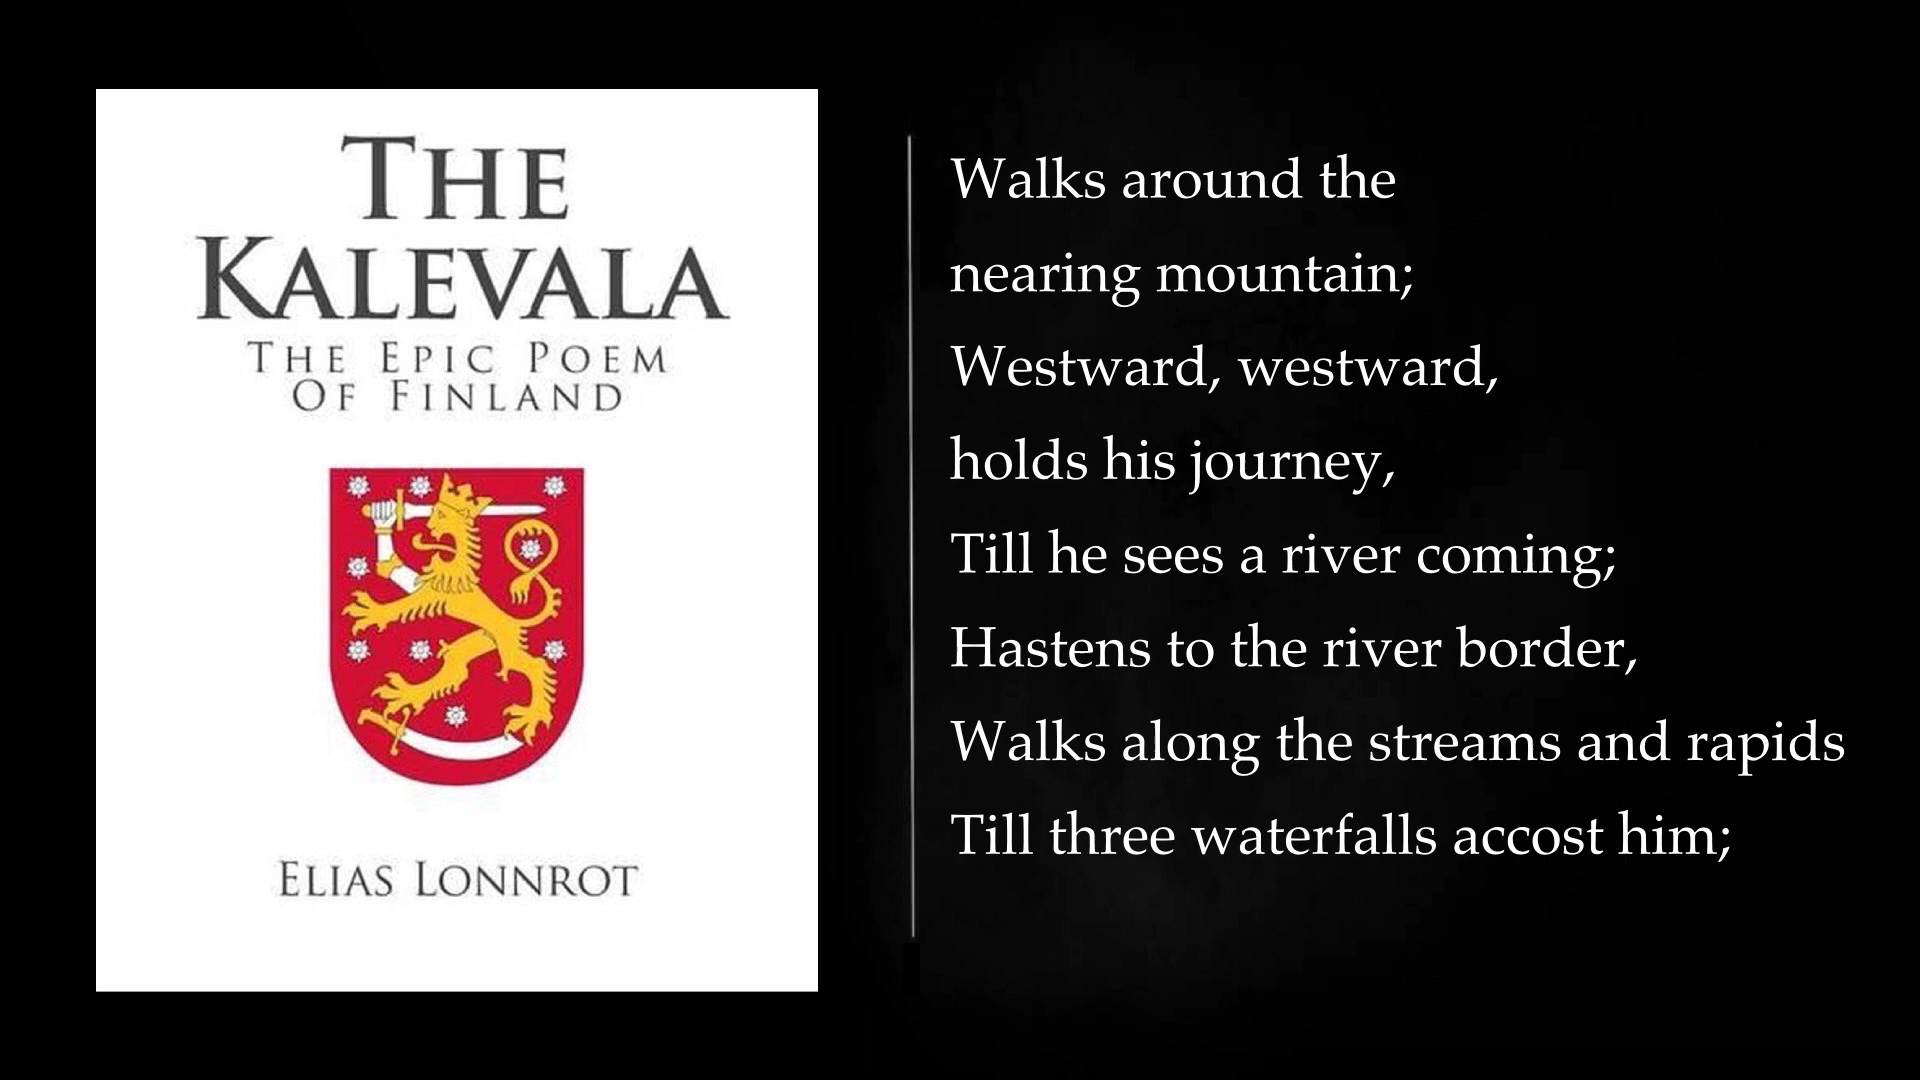 THE
KALEVALA
THE EPIC POEM
OF FINLAND
ELIAS LONNROT
Walks around the
nearing mountain;
Westward, westward,
holds his journey,
Till he sees a river coming;
Hastens to the river border,
Walks along the streams and rapids
Till three waterfalls accost him;